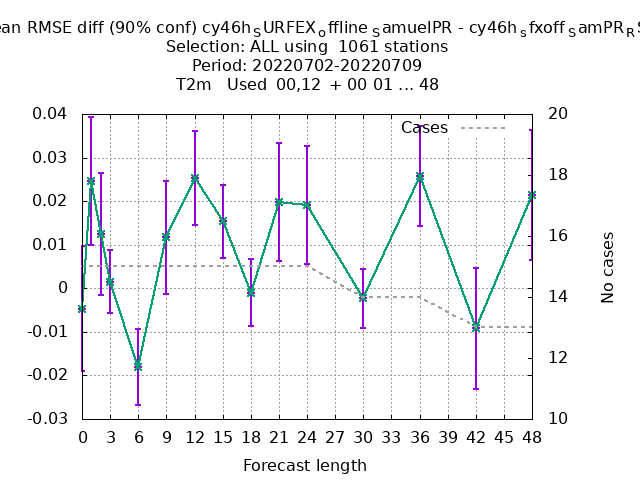 ean RMSE diff (90% conf) cy46h_SURFEX_offline_SamuelPR - cy46h_sfxoff_SamPR_RS
Selection: ALL using 1061 stations
Period: 20220702-20220709
T2m Used 00,12 + 00 01 ... 48
0.04
0.03
0.02
0.01
0
-0.01
-0.02
-0.03
20
18
16
14
12
10
Cases
No cases
0 3 6 9 12 15 18 21 24 27 30 33 36 39 42 45 48
Forecast length